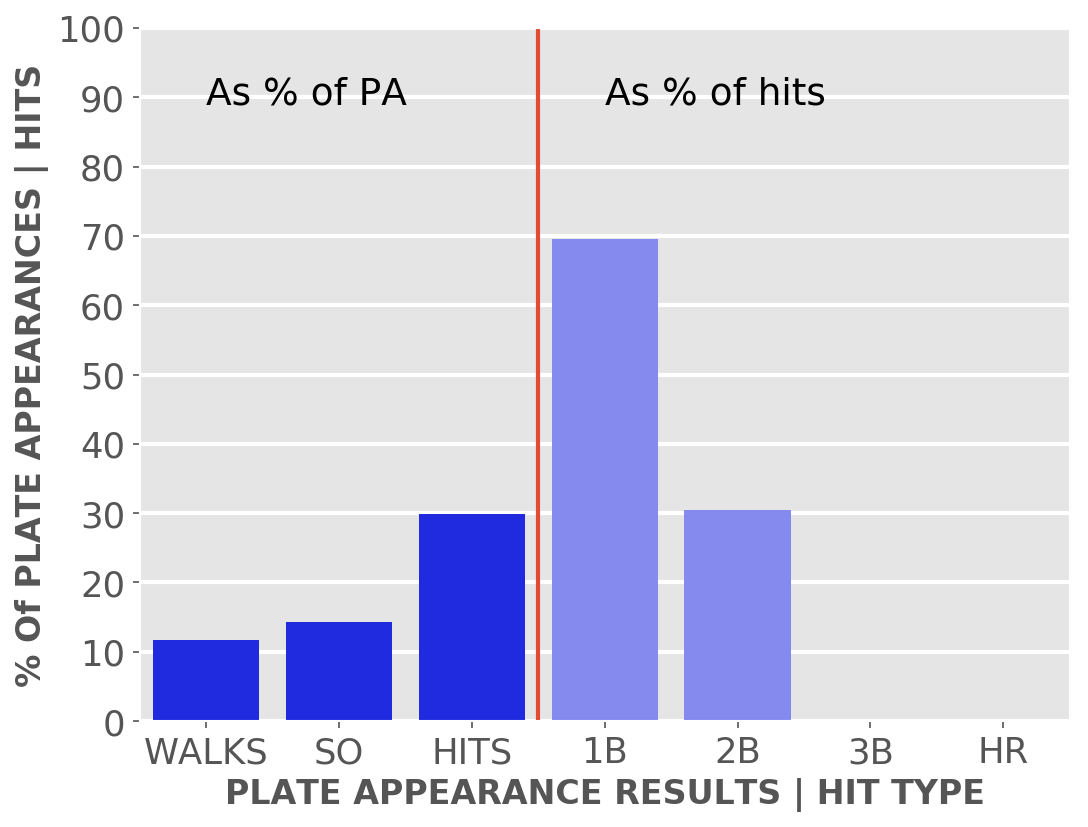 % Of PLATE APPEARANCES | HITS
100
90
80
70
60
50
40
30
20
10
0
As % of PA
As % of hits
WALKS SO HITS 1B 2B 3B HR
PLATE APPEARANCE RESULTS | HIT TYPE